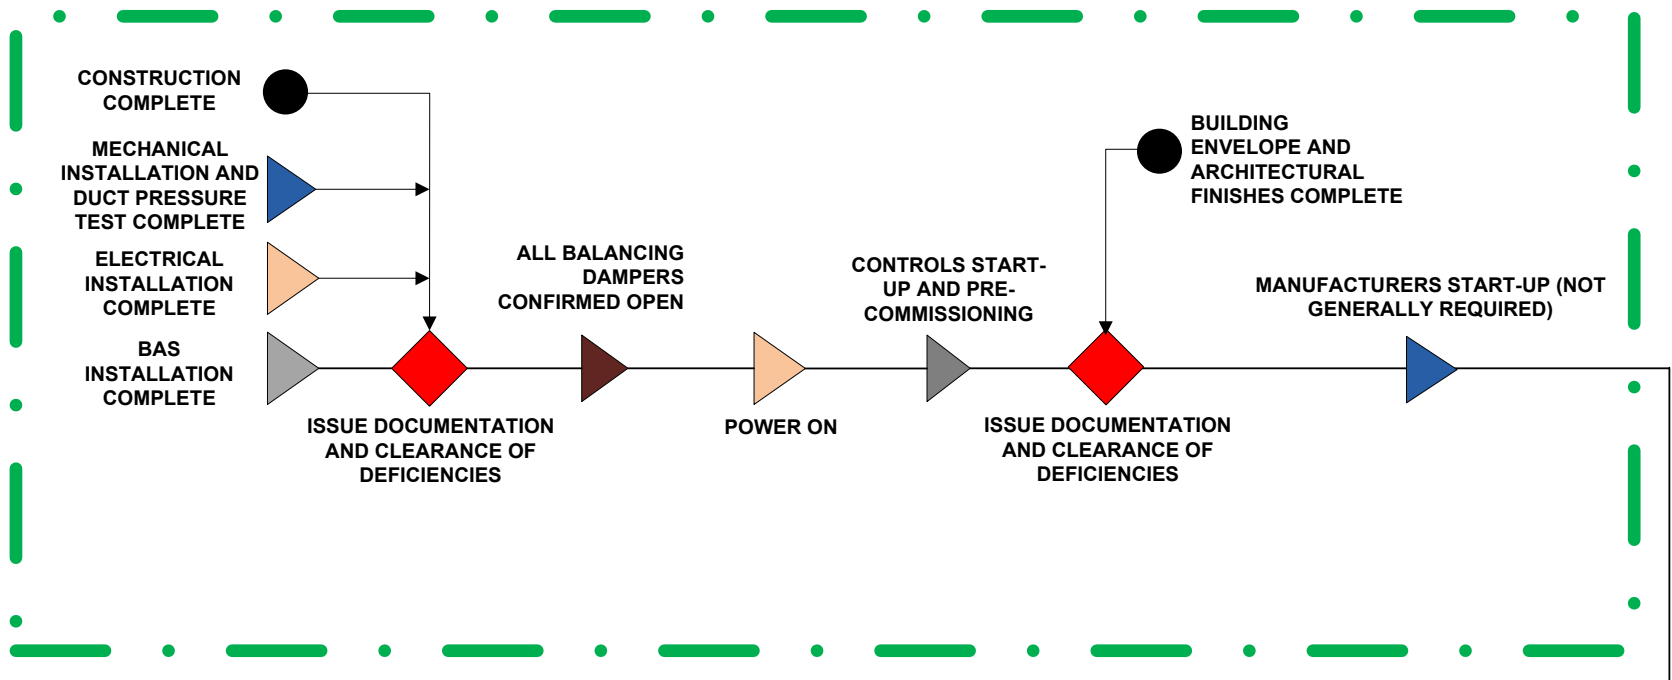 CONSTRUCTION
COMPLETE
MECHANICAL
INSTALLATION AND
DUCT PRESSURE
TEST COMPLETE
ELECTRICAL
INSTALLATION
COMPLETE
BAS
INSTALLATION
COMPLETE
ISSUE DOCUMENTATION
AND CLEARANCE OF
DEFICIENCIES
ALL BALANCING
DAMPERS
CONFIRMED OPEN
POWER ON
CONTROLS START-
UP AND PRE-
COMMISSIONING
BUILDING
ENVELOPE AND
ARCHITECTURAL
FINISHES COMPLETE
ISSUE DOCUMENTATION
AND CLEARANCE OF
DEFICIENCIES
MANUFACTURERS START-UP (NOT
GENERALLY REQUIRED)